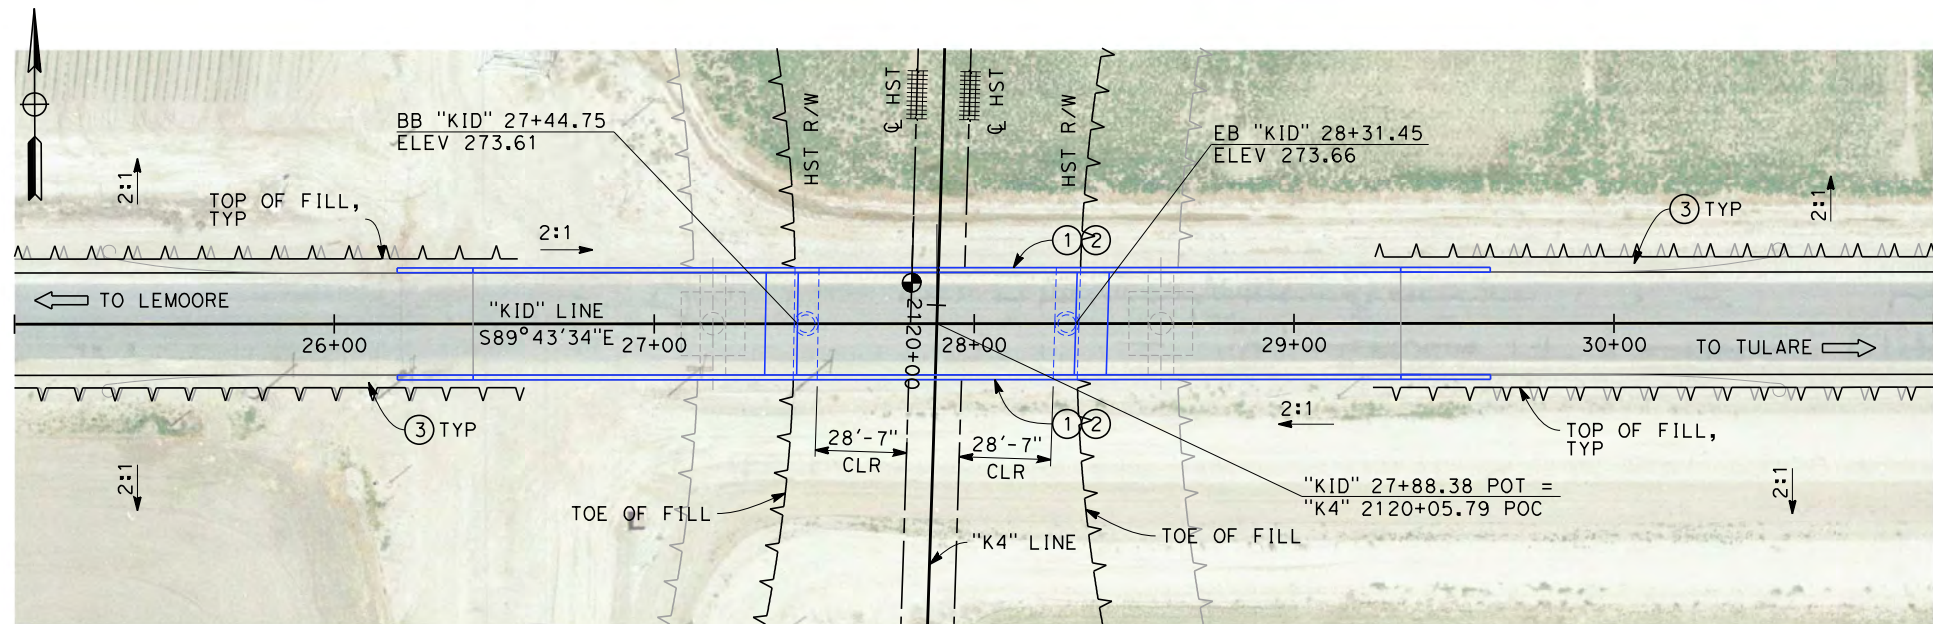 BB "KID" 27+44.75
ELEV 273.61
HST R/W
℄ HST
℄ HST
HST R/W
EB "KID" 28+31.45
ELEV 273.66
2:1
TOP OF FILL,
TYP
2:1
1 2
3 TYP
2:1
TO LEMOORE
"KID" LINE
S89°43'34"E
2120+00
26+00
27+00
28+00
29+00
30+00
TO TULARE
3 TYP
2:1
28'-7"
CLR
28'-7"
CLR
1 2
2:1
TOP OF FILL,
TYP
2:1
TOE OF FILL
"K4" LINE
TOE OF FILL
"KID" 27+88.38 POT =
"K4" 2120+05.79 POC